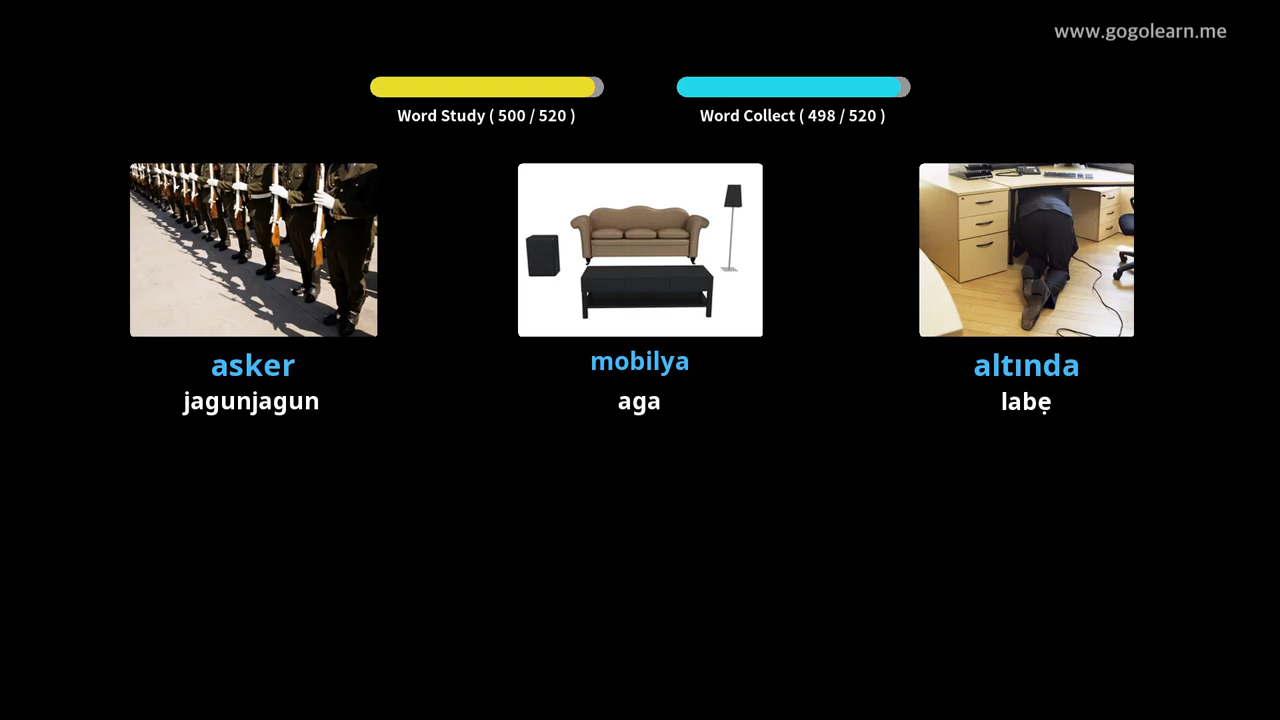 www.gogolearn.me
Word Study ( 500 / 520 )
Word Collect ( 498 / 520 )
asker
jagunjagun
mobilya
aga
altında
labẹ